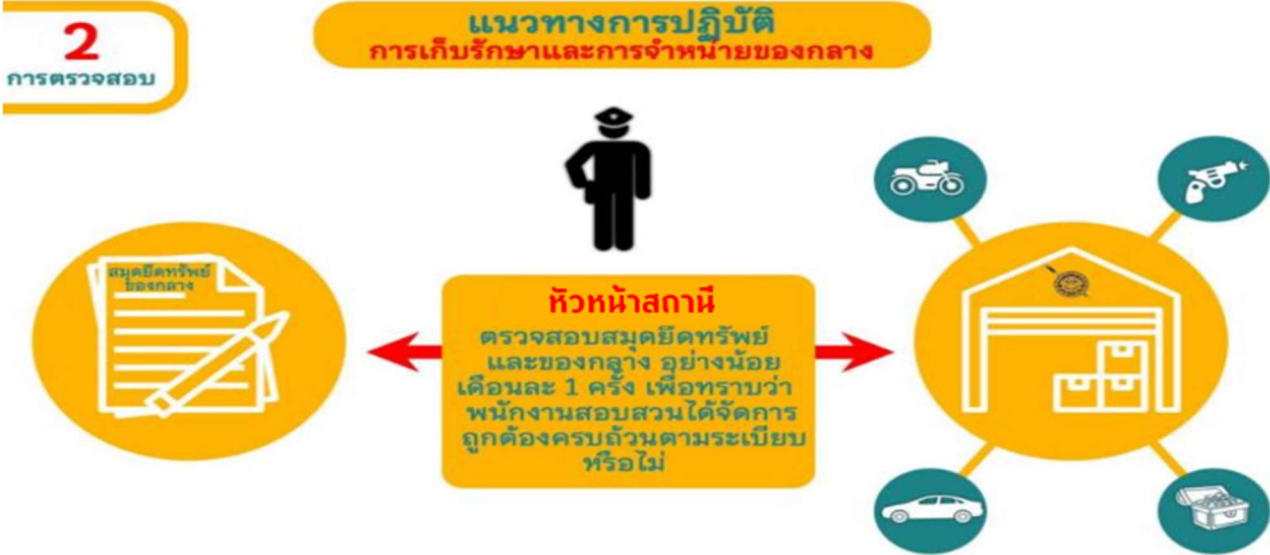 2
การตรวจสอบ
แนวทางการปฏิบัติ
การเก็บรักษาและการจำหน่ายของกลาง
สมุดยึดทรัพย์
ของกลาง
หัวหน้าสถานี
ตรวจสอบสมุดยึดทรัพย์
และของกลาง อย่างน้อย
เดือนละ 1 ครั้ง เพื่อทราบว่า
พนักงานสอบสวนได้จัดการ
ถูกต้องครบถ้วนตามระเบียบ
หรือไม่